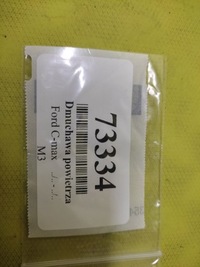 73334
Dmuchawa powietrza
Ford C-max ../.. - ../..
M3